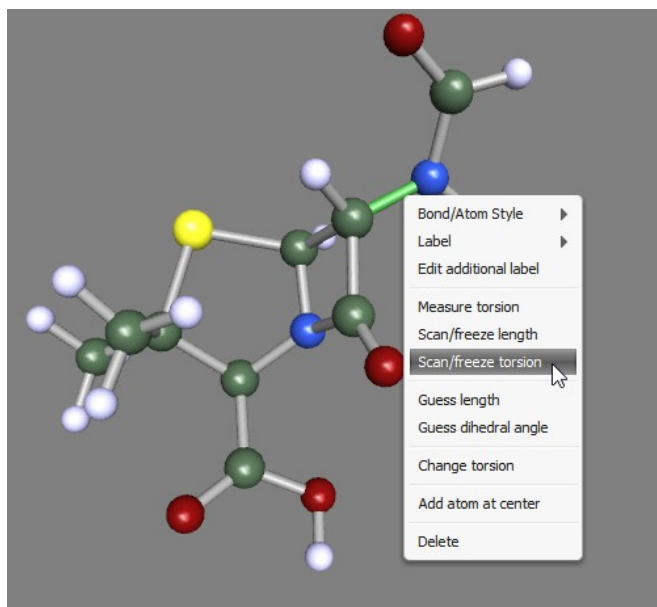 Bond/Atom Style
Label
Edit additional label
Measure torsion
Scan/freeze length
Scan/freeze torsion
Guess length
Guess dihedral angle
Change torsion
Add atom at center
Delete